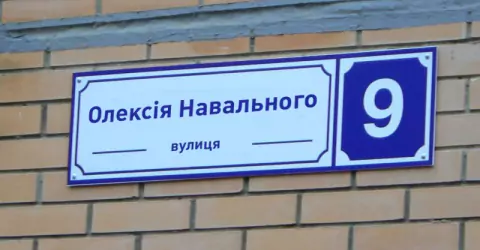 Олексія Навального
вулиця
9